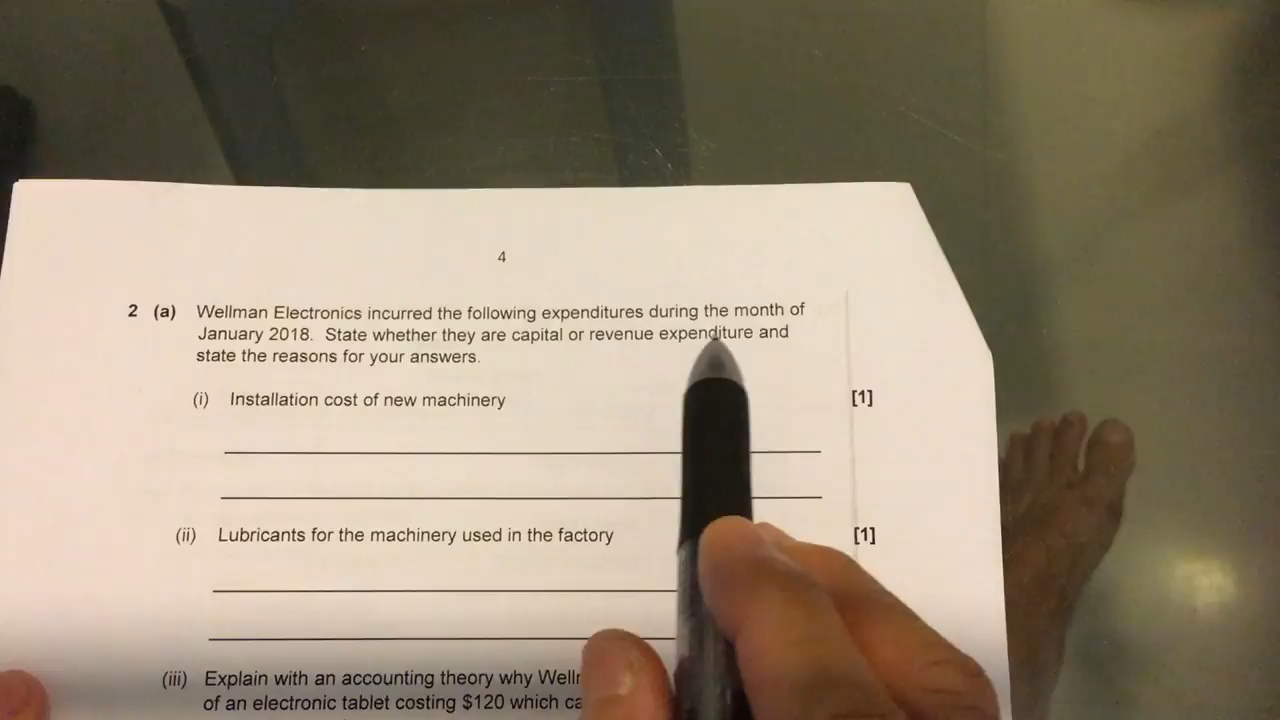 4
2 (a) Wellman Electronics incurred the following expenditures during the month of
January 2018. State whether they are capital or revenue expenditure and
state the reasons for your answers.
(i) Installation cost of new machinery [1]
(ii) Lubricants for the machinery used in the factory [1]
(iii) Explain with an accounting theory why
of an electronic tablet costing $120 which